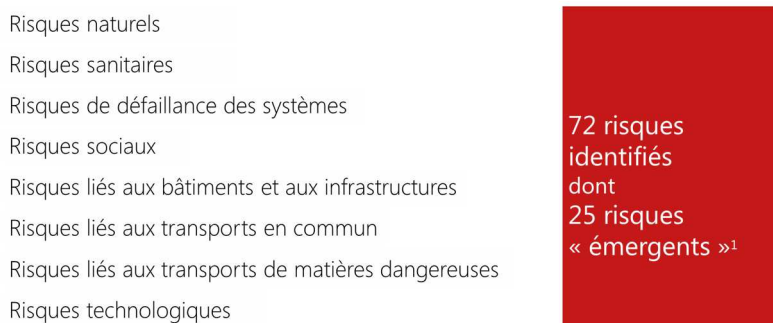 Risques naturels
Risques sanitaires
Risques de défaillance des systèmes
Risques sociaux
Risques liés aux bâtiments et aux infrastructures
Risques liés aux transports en commun
Risques liés aux transports de matières dangereuses
Risques technologiques
72 risques
identifiés
dont
25 risques
« émergents »¹